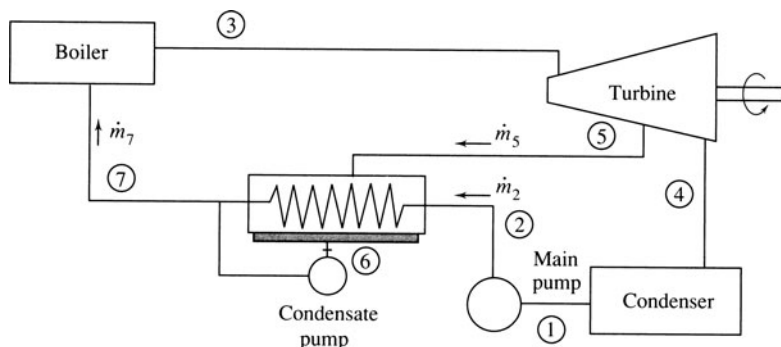 ③
Boiler
Turbine
ṁ₇
ṁ₅
⑤
⑦
ṁ₂
④
②
⑥
Main
pump
Condenser
Condensate
pump
①